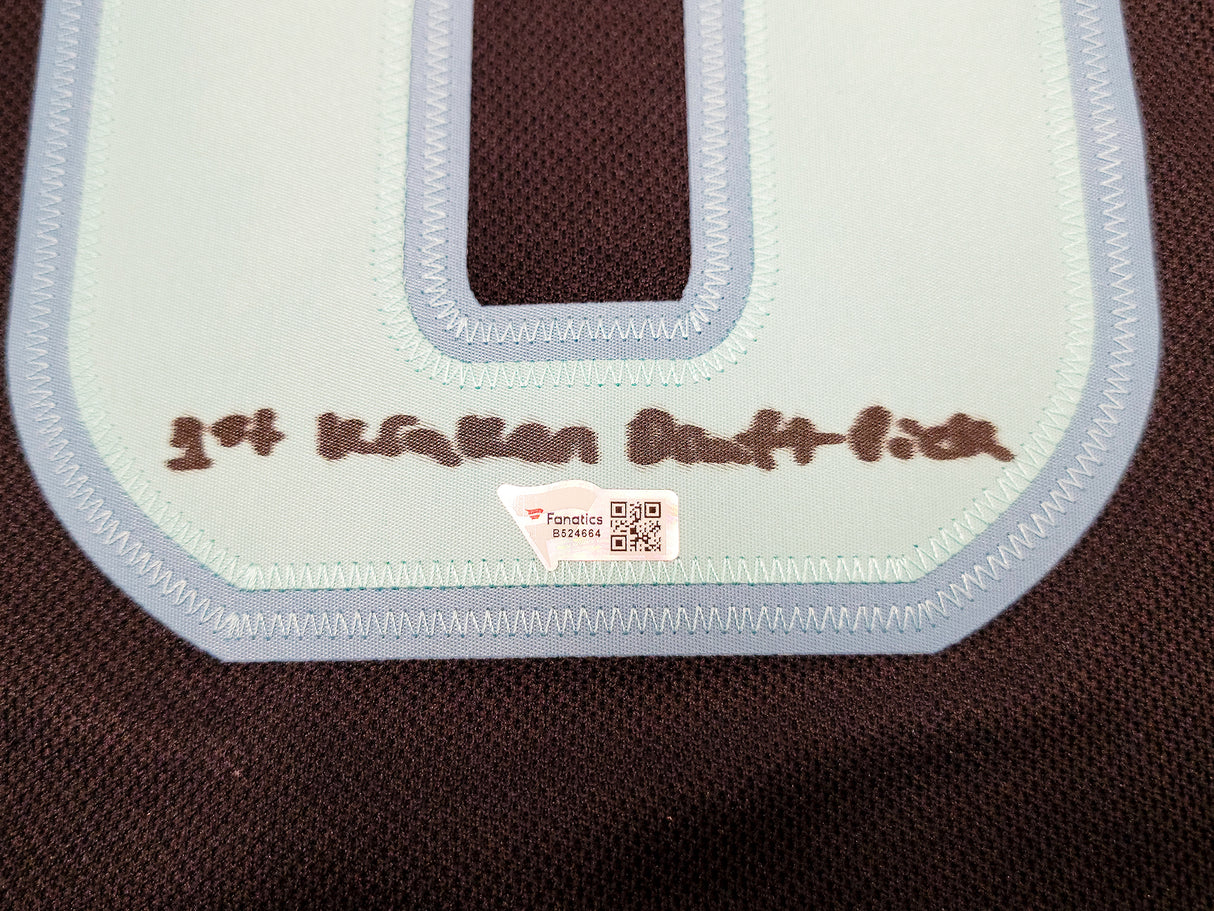 1st Kraken Draft Pick
Fanatics
B524664